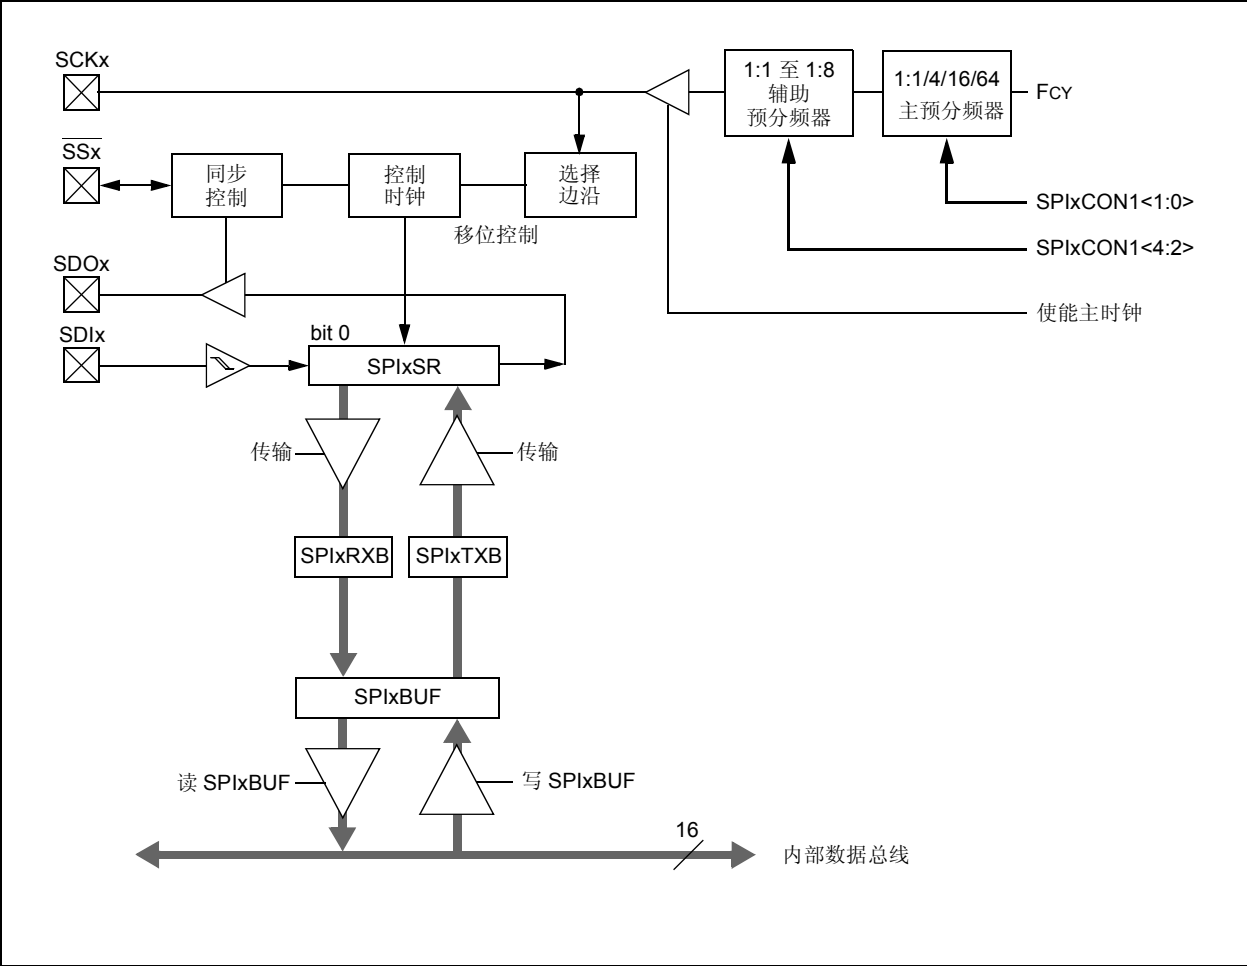 SCKx
1:1 至 1:8
辅助
预分频器
1:1/4/16/64
主预分频器
FCY
SSx
同步
控制
控制
时钟
选择
边沿
移位控制
SPIxCON1<1:0>
SPIxCON1<4:2>
SDOx
使能主时钟
SDIx
bit 0
SPIxSR
传输
传输
SPIxRXB
SPIxTXB
SPIxBUF
读 SPIxBUF
写 SPIxBUF
16
内部数据总线